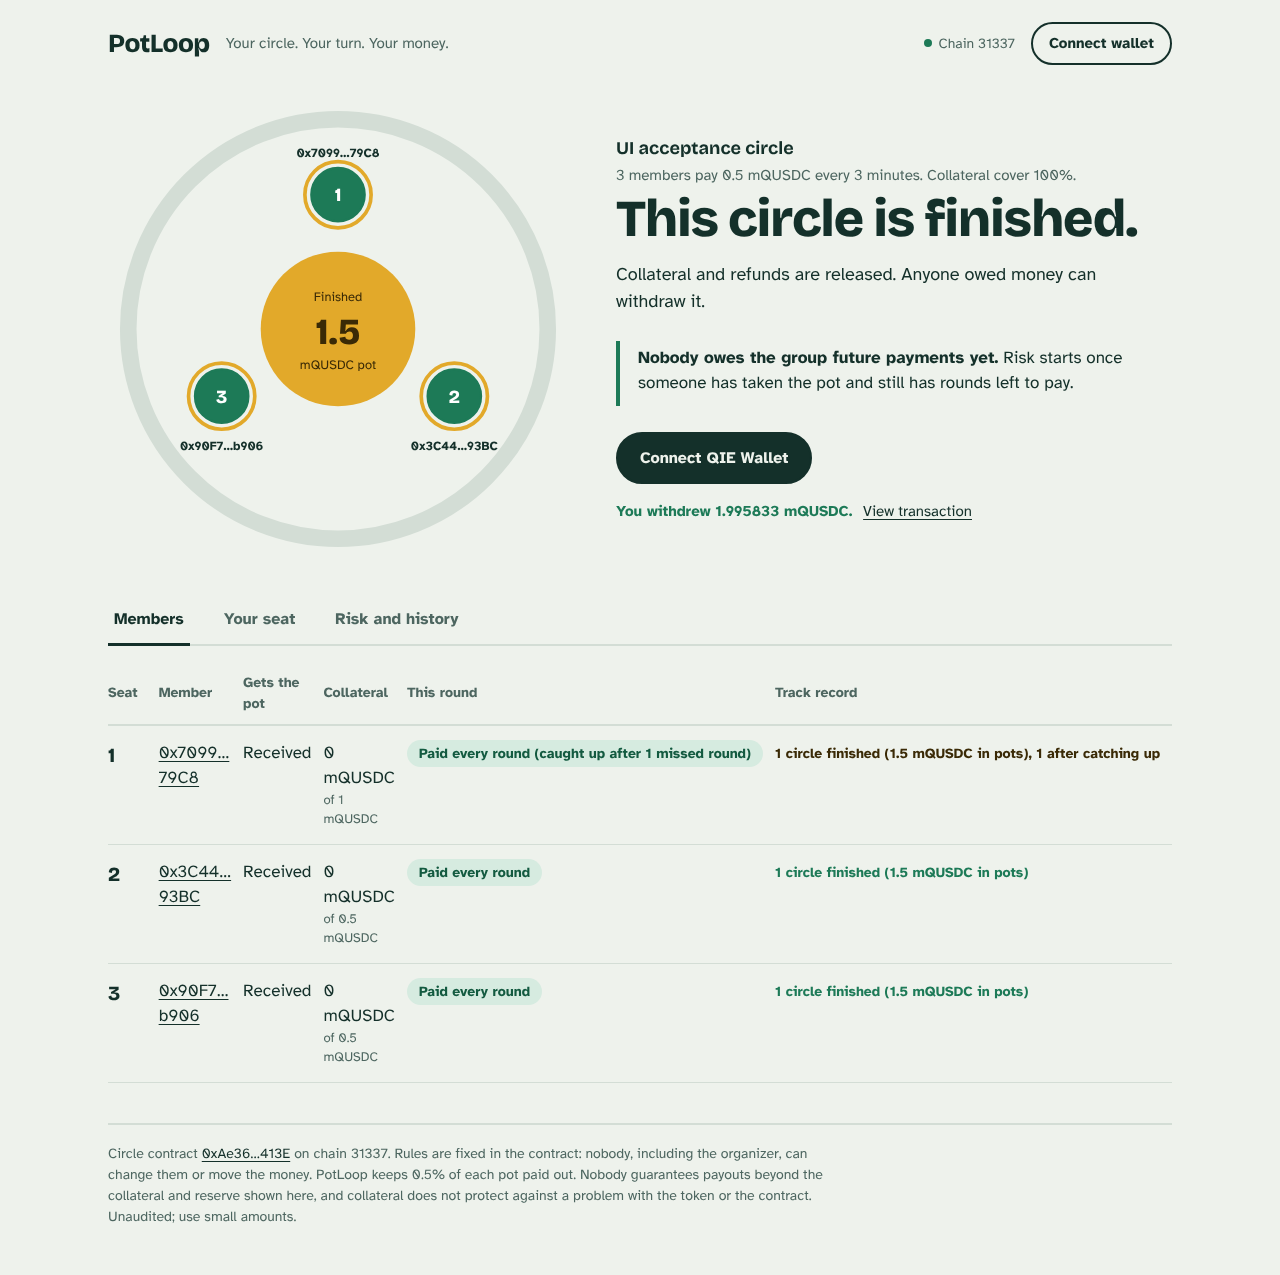 PotLoop
Your circle. Your turn. Your money.
Chain 31337
Connect wallet
0x7099…79C8
1
Finished
1.5
mQUSDC pot
3
2
0x90F7…b906
0x3C44…93BC
UI acceptance circle
3 members pay 0.5 mQUSDC every 3 minutes. Collateral cover 100%.
This circle is finished.
Collateral and refunds are released. Anyone owed money can
withdraw it.
Nobody owes the group future payments yet. Risk starts once
someone has taken the pot and still has rounds left to pay.
Connect QIE Wallet
You withdrew 1.995833 mQUSDC. View transaction
Members
Your seat
Risk and history
Seat
Member
Gets the
pot
Collateral
This round
Track record
1
0x7099…
79C8
Received
0
mQUSDC
of 1
mQUSDC
Paid every round (caught up after 1 missed round)
1 circle finished (1.5 mQUSDC in pots), 1 after catching up
2
0x3C44…
93BC
Received
0
mQUSDC
of 0.5
mQUSDC
Paid every round
1 circle finished (1.5 mQUSDC in pots)
3
0x90F7…
b906
Received
0
mQUSDC
of 0.5
mQUSDC
Paid every round
1 circle finished (1.5 mQUSDC in pots)
Circle contract 0xAe36…413E on chain 31337. Rules are fixed in the contract: nobody, including the organizer, can
change them or move the money. PotLoop keeps 0.5% of each pot paid out. Nobody guarantees payouts beyond the
collateral and reserve shown here, and collateral does not protect against a problem with the token or the contract.
Unaudited; use small amounts.